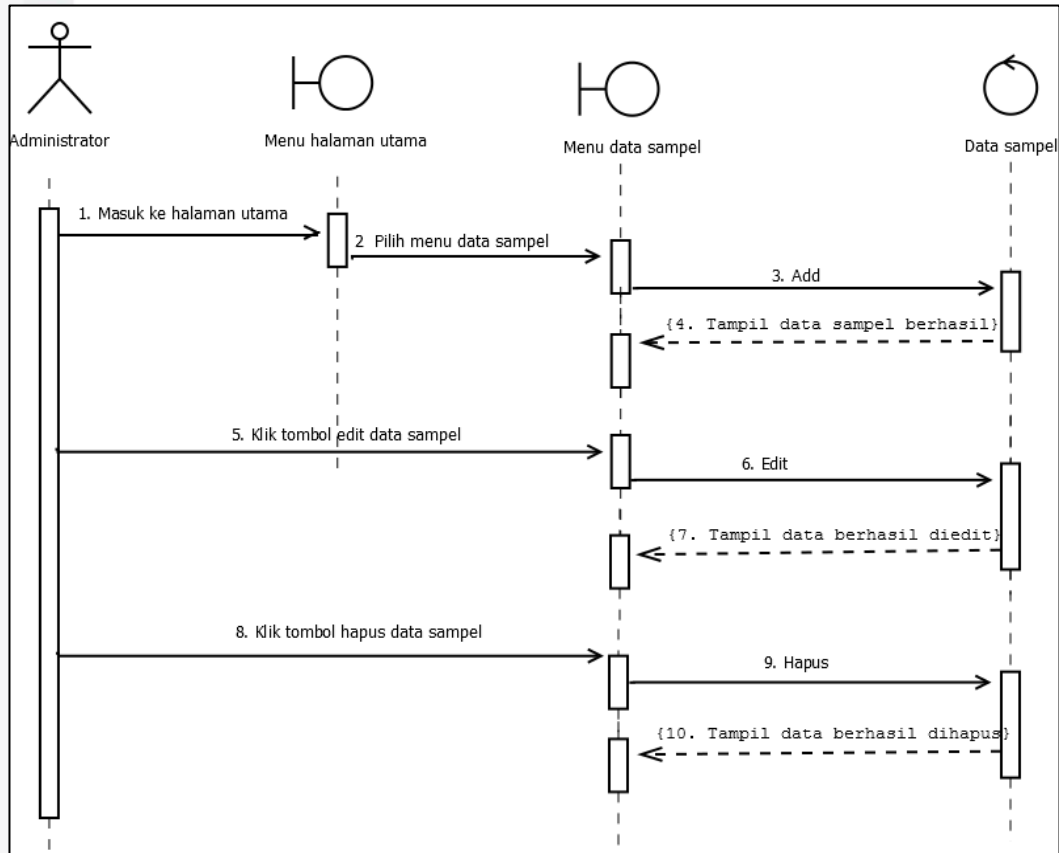 Administrator
Menu halaman utama
Menu data sampel
Data sampel
1. Masuk ke halaman utama
2 Pilih menu data sampel
3. Add
{4. Tampil data sampel berhasil}
5. Klik tombol edit data sampel
6. Edit
{7. Tampil data berhasil diedit}
8. Klik tombol hapus data sampel
9. Hapus
{10. Tampil data berhasil dihapus}